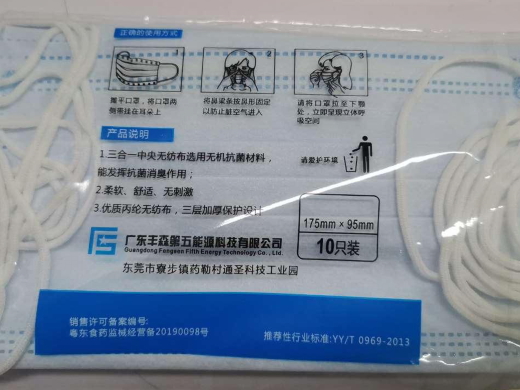 正确的使用方式
1
2
3
摊平口罩，将口罩两侧带挂在耳朵上
将鼻梁条按鼻形固定以防止脏空气进入
请将口罩拉至下颚处，立即呈现立体呼吸空间
产品说明
1.三合一中央无纺布选用无机抗菌材料，
能发挥抗菌消臭作用；
2.柔软、舒适、无刺激
3.优质丙纶无纺布，三层加厚保护设计
请爱护环境
175mm×95mm
10只装
广东丰森第五能源科技有限公司
Guangdong Fengsen Fifth Energy Technology Co.,Ltd
东莞市寮步镇药勒村通圣科技工业园
销售许可备案编号:
粤东食药监械经营备20190098号
推荐性行业标准:YY/T 0969-2013